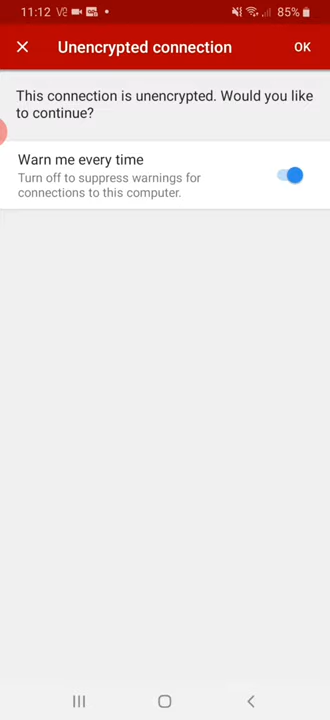 11:12
85%
Unencrypted connection
OK
This connection is unencrypted. Would you like
to continue?
Warn me every time
Turn off to suppress warnings for
connections to this computer.